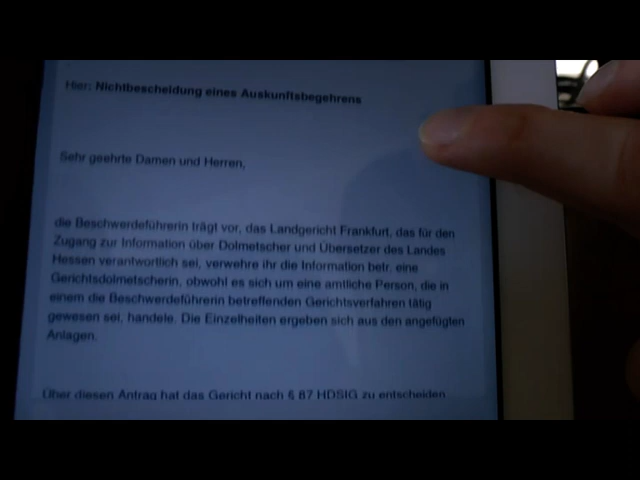 Hier: Nichtbescheidung eines Auskunftsbegehrens
Sehr geehrte Damen und Herren,
die Beschwerdeführerin trägt vor, das Landgericht Frankfurt, das für den
Zugang zur Information über Dolmetscher und Übersetzer des Landes
Hessen verantwortlich sei, verwehre ihr die Information betr. eine
Gerichtsdolmetscherin, obwohl es sich um eine amtliche Person, die in
einem die Beschwerdeführerin betreffenden Gerichtsverfahren tätig
gewesen sei, handele. Die Einzelheiten ergeben sich aus den angefügten
Anlagen.
Über diesen Antrag hat das Gericht nach § 87 HDSIG zu entscheiden